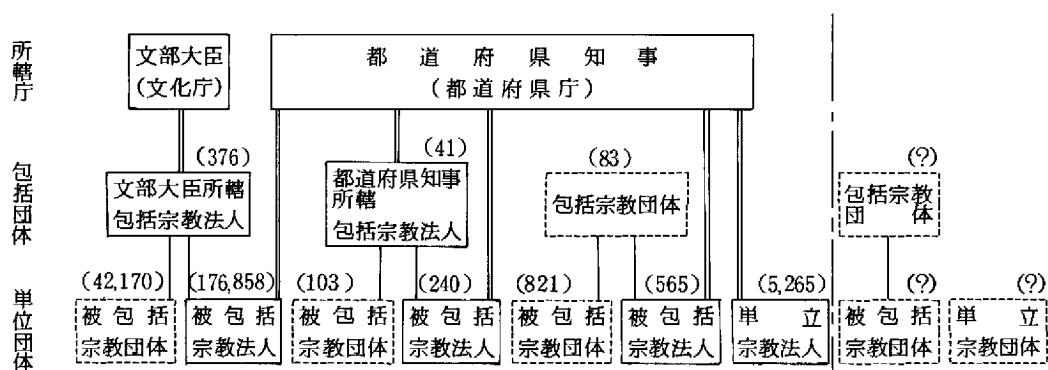 所轄庁
文部大臣
(文化庁)
都道府県知事
(都道府県庁)
包括団体
(376)
文部大臣所轄
包括宗教法人
(41)
都道府県知事
所轄
包括宗教法人
(83)
包括宗教団体
(?)
包括宗教
団体
単位団体
(42,170)
被包括
宗教団体
(176,858)
被包括
宗教法人
(103)
被包括
宗教団体
(240)
被包括
宗教法人
(821)
被包括
宗教団体
(565)
被包括
宗教法人
(5,265)
単立
宗教法人
(?)
被包括
宗教団体
(?)
単立
宗教団体